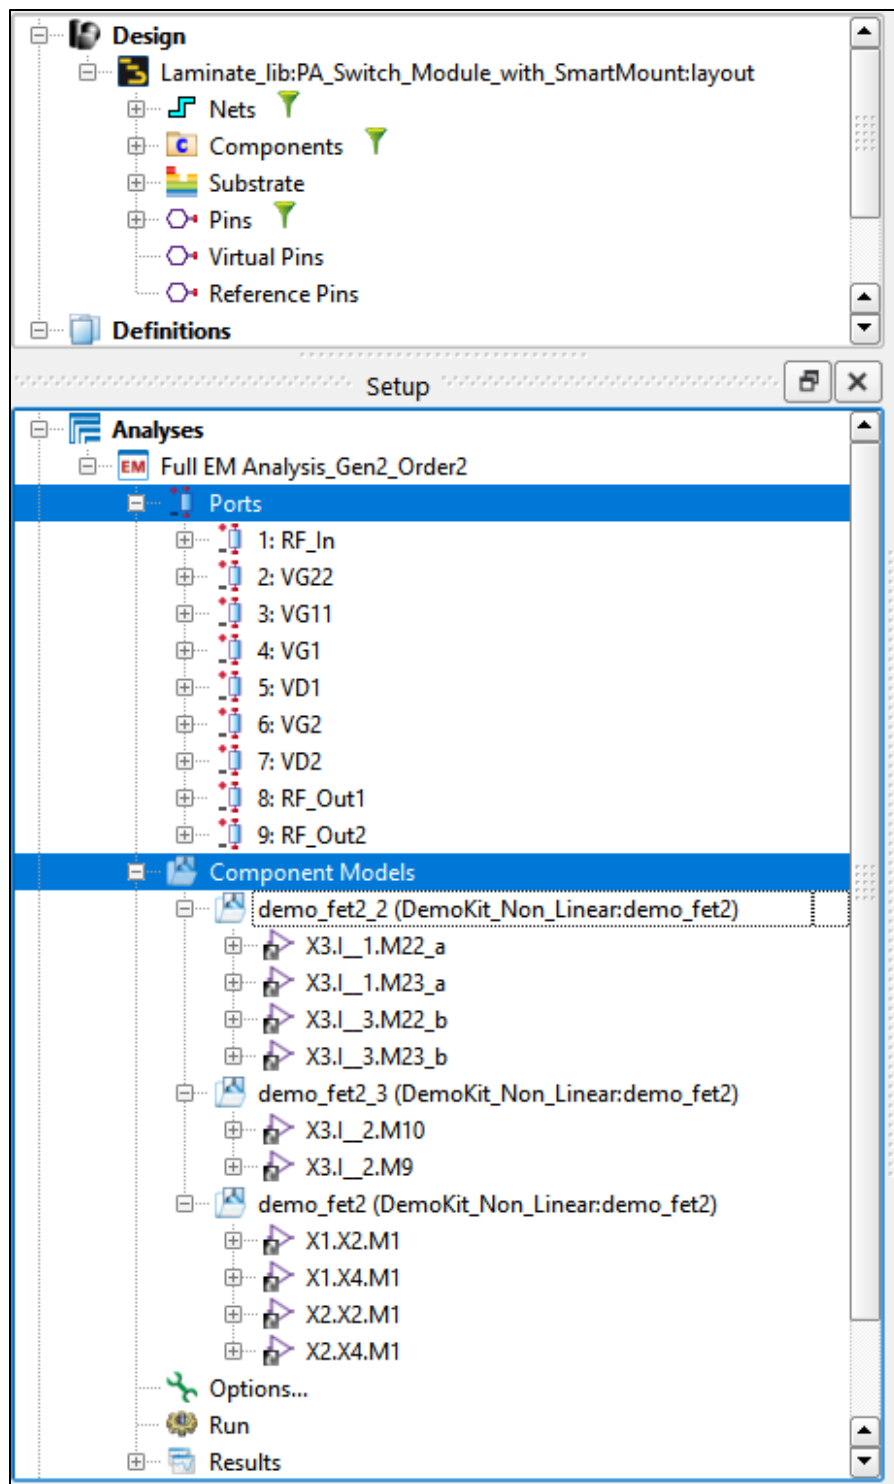 Design
Laminate_lib:PA_Switch_Module_with_SmartMount:layout
Nets
C Components
Substrate
Pins
Virtual Pins
Reference Pins
Definitions
Setup
Analyses
EM Full EM Analysis_Gen2_Order2
Ports
1: RF_In
2: VG22
3: VG11
4: VG1
5: VD1
6: VG2
7: VD2
8: RF_Out1
9: RF_Out2
Component Models
demo_fet2_2 (DemoKit_Non_Linear:demo_fet2)
X3.I__1.M22_a
X3.I__1.M23_a
X3.I__3.M22_b
X3.I__3.M23_b
demo_fet2_3 (DemoKit_Non_Linear:demo_fet2)
X3.I__2.M10
X3.I__2.M9
demo_fet2 (DemoKit_Non_Linear:demo_fet2)
X1.X2.M1
X1.X4.M1
X2.X2.M1
X2.X4.M1
Options...
Run
Results